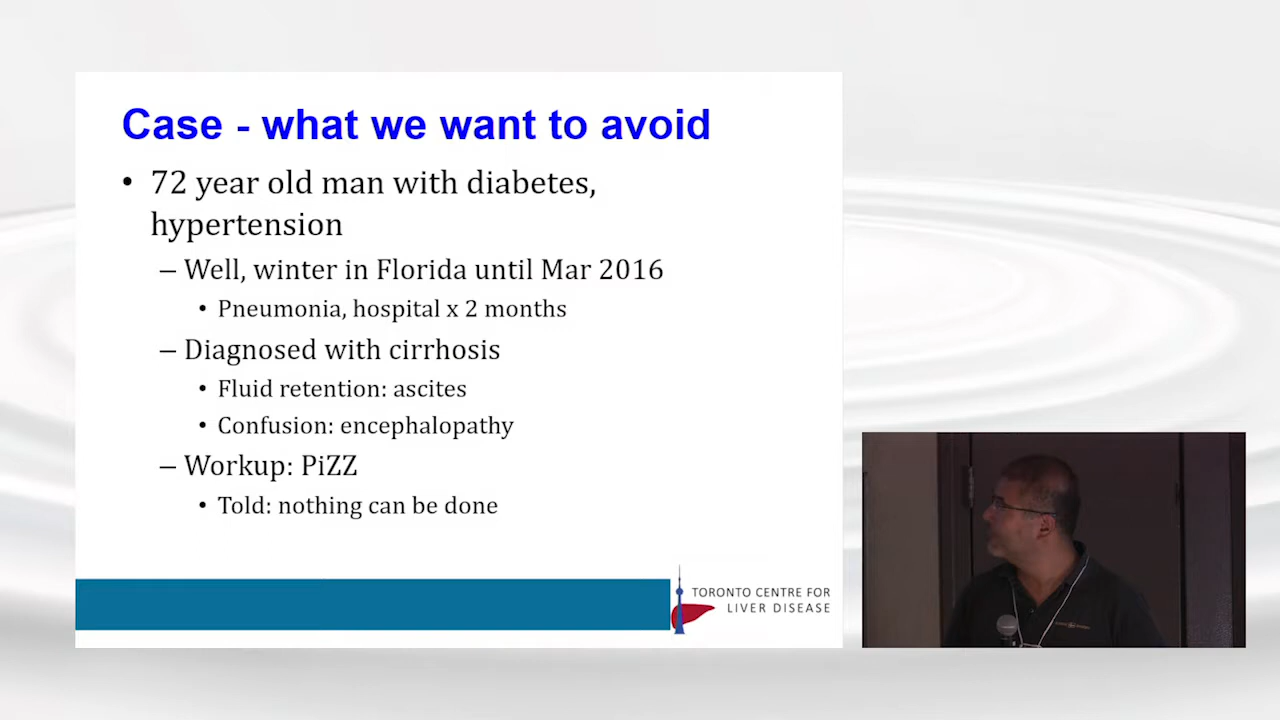 Case - what we want to avoid
• 72 year old man with diabetes,
hypertension
– Well, winter in Florida until Mar 2016
• Pneumonia, hospital x 2 months
– Diagnosed with cirrhosis
• Fluid retention: ascites
• Confusion: encephalopathy
– Workup: PiZZ
• Told: nothing can be done
TORONTO CENTRE FOR
LIVER DISEASE